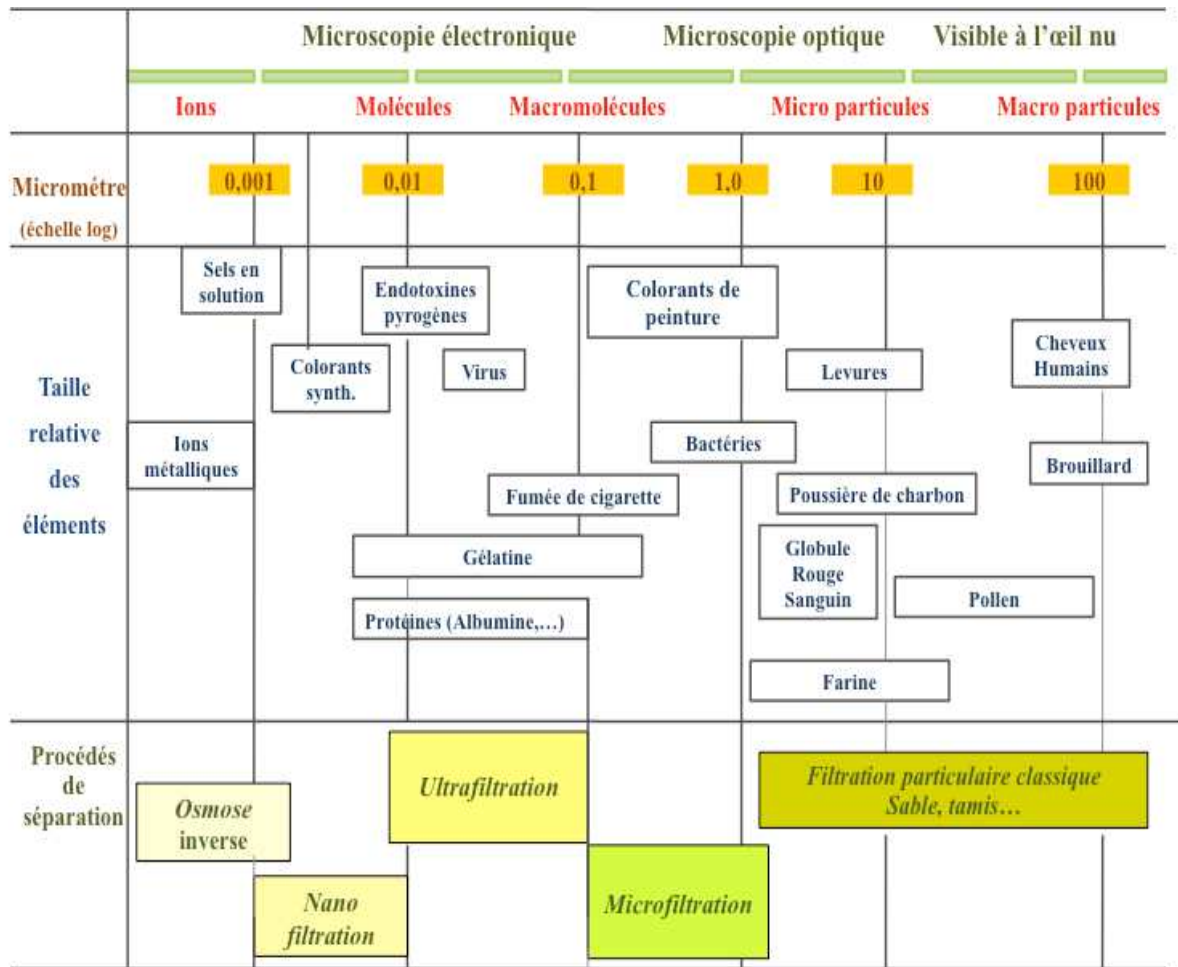 Microscopie électronique Microscopie optique Visible à l'œil nu
Ions Molécules Macromolécules Micro particules Macro particules
Micrométre
(échelle log)
0,001 0,01 0,1 1,0 10 100
Taille
relative
des
éléments
Sels en
solution
Endotoxines
pyrogènes
Colorants de
peinture
Colorants
synth.
Virus
Levures
Cheveux
Humains
Ions
métalliques
Bactéries
Brouillard
Fumée de cigarette
Poussière de charbon
Gélatine
Globule
Rouge
Sanguin
Pollen
Protéines (Albumine,…)
Farine
Procédés
de
séparation
Osmose
inverse
Ultrafiltration
Filtration particulaire classique
Sable, tamis…
Nano
filtration
Microfiltration